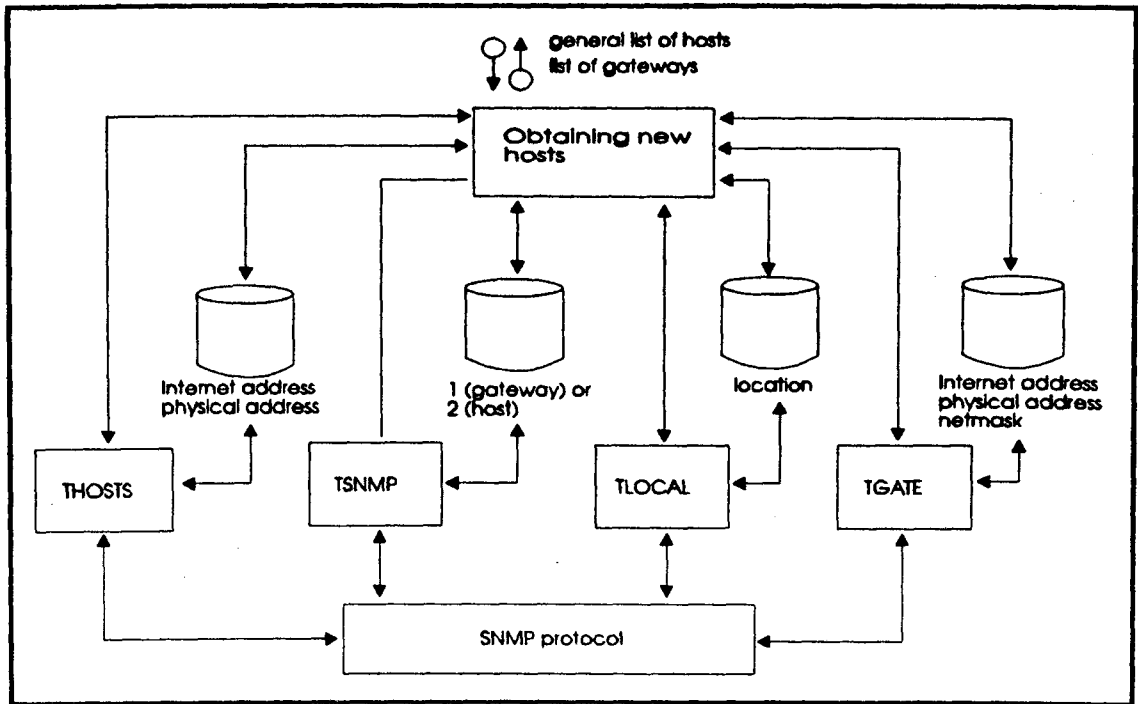 general list of hosts
list of gateways
Obtaining new
hosts
Internet address
physical address
1 (gateway) or
2 (host)
location
Internet address
physical address
netmask
THOSTS
TSNMP
TLOCAL
TGATE
SNMP protocol